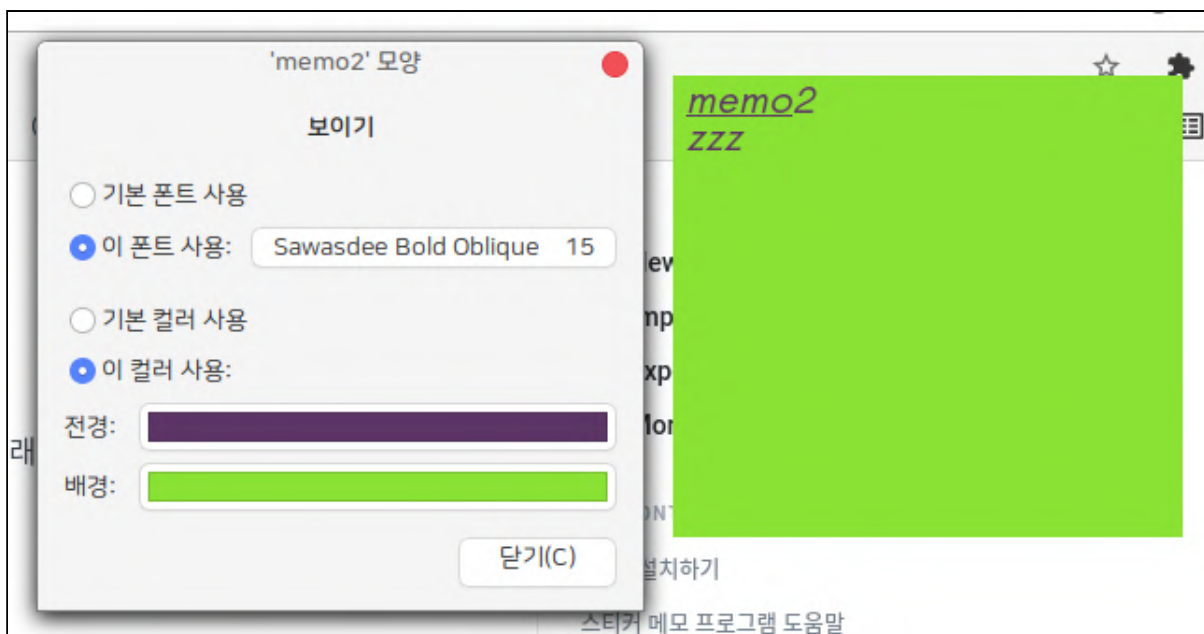 'memo2' 모양
보이기
기본 폰트 사용
이 폰트 사용:
Sawasdee Bold Oblique 15
기본 컬러 사용
이 컬러 사용:
전경:
배경:
닫기(C)
memo2
zzz
래
설치하기
스티커 메모 프로그램 도움말